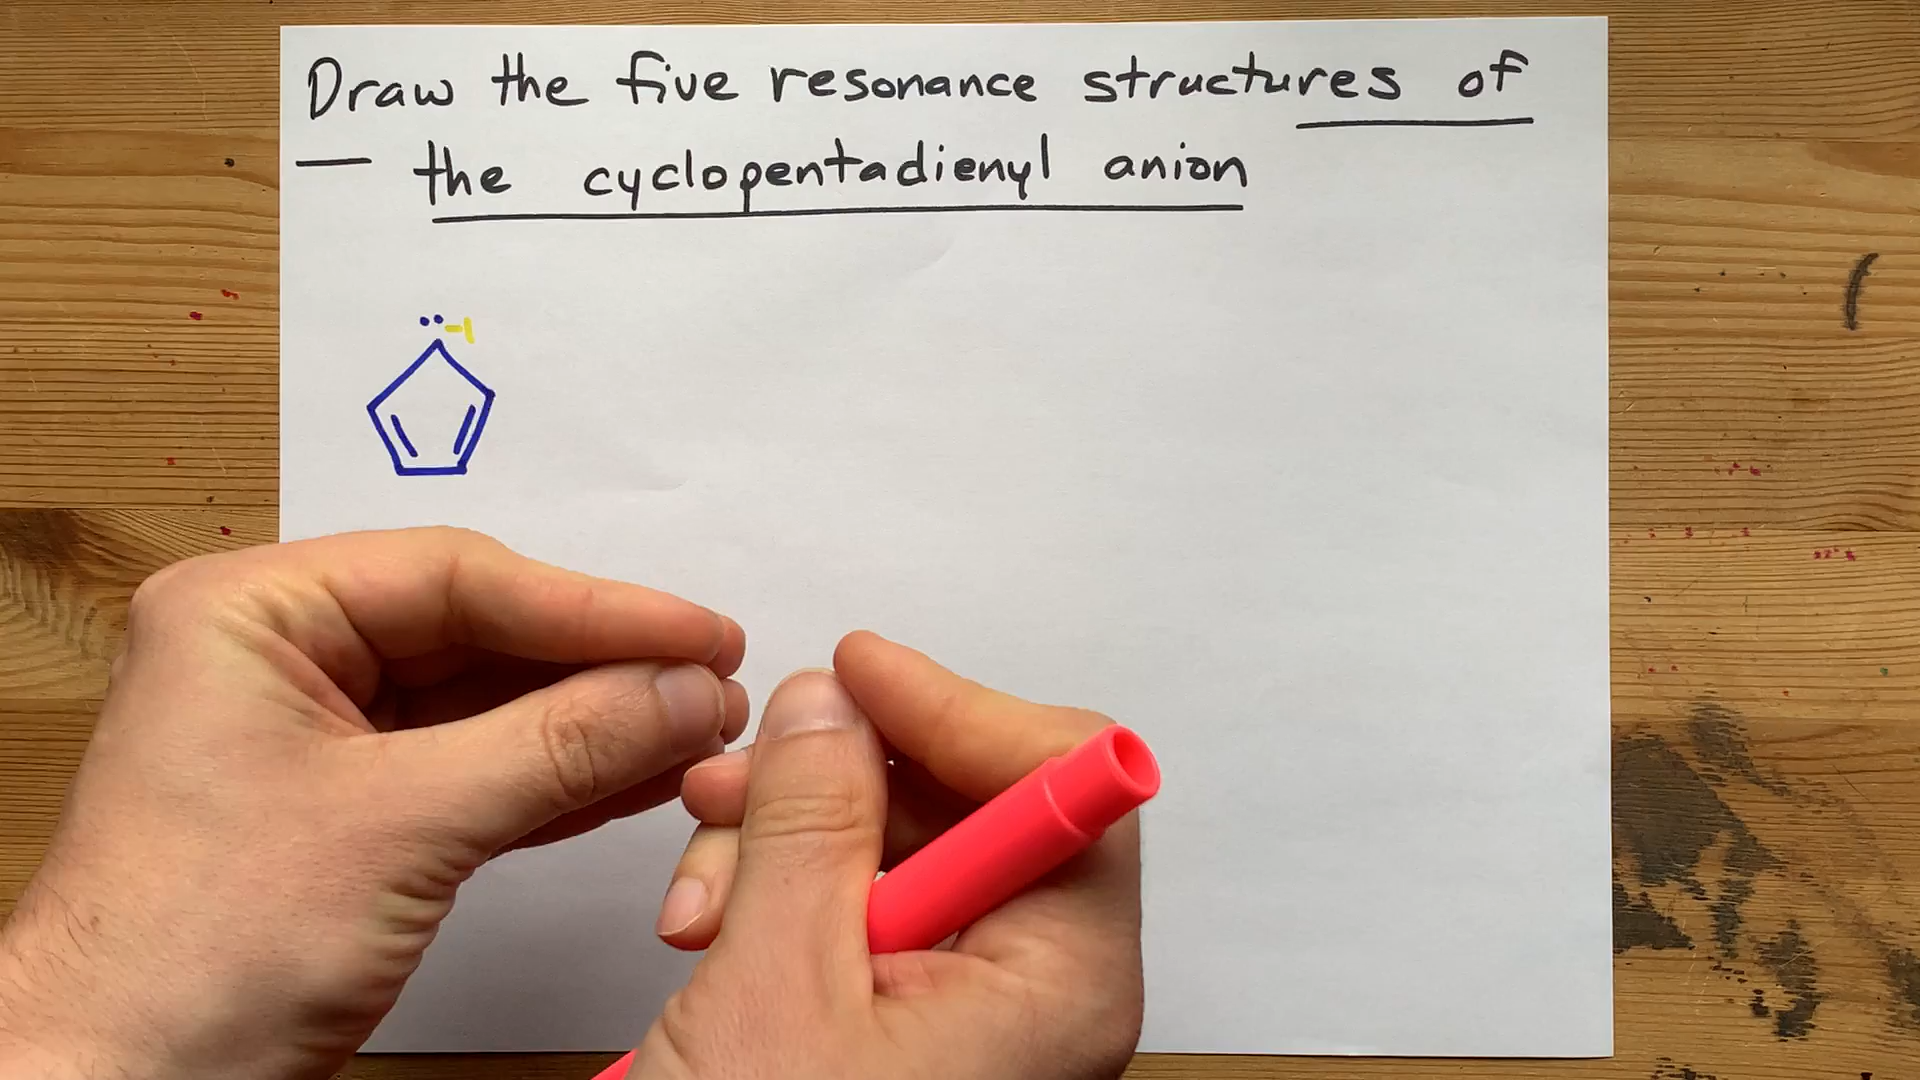 Draw the five resonance structures of
the cyclopentadienyl anion
-1